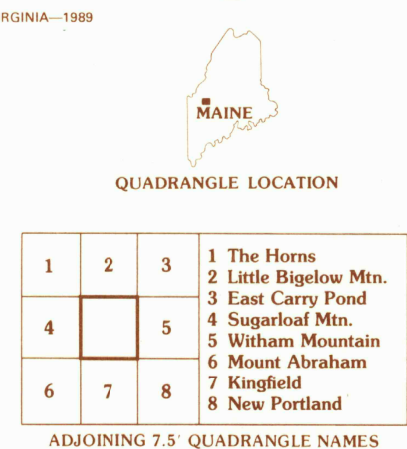 RGINIA—1989
MAINE
QUADRANGLE LOCATION
1 2 3
4 5
6 7 8
1 The Horns
2 Little Bigelow Mtn.
3 East Carry Pond
4 Sugarloaf Mtn.
5 Witham Mountain
6 Mount Abraham
7 Kingfield
8 New Portland
ADJOINING 7.5′ QUADRANGLE NAMES